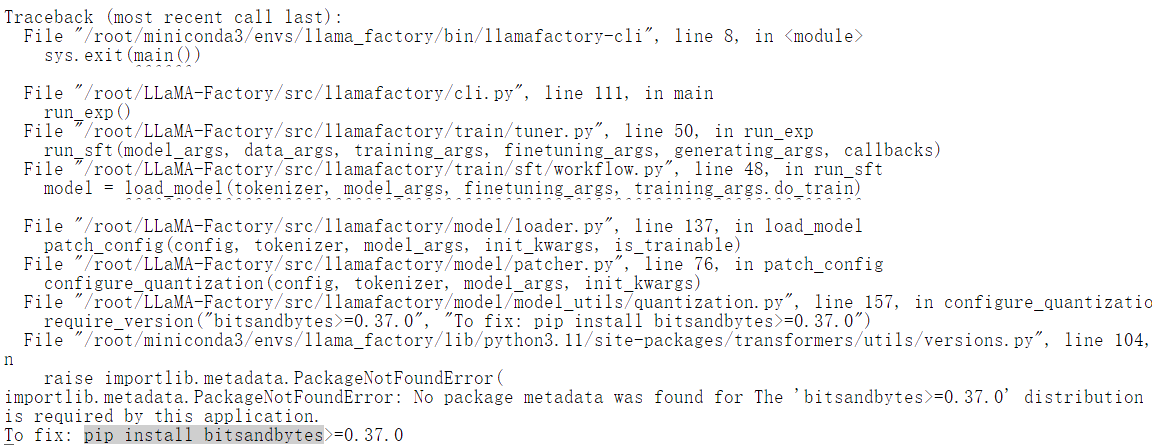 Traceback (most recent call last):
  File "/root/miniconda3/envs/llama_factory/bin/llamafactory-cli", line 8, in <module>
    sys.exit(main())
  File "/root/LLaMA-Factory/src/llamafactory/cli.py", line 111, in main
    run_exp()
  File "/root/LLaMA-Factory/src/llamafactory/train/tuner.py", line 50, in run_exp
    run_sft(model_args, data_args, training_args, finetuning_args, generating_args, callbacks)
  File "/root/LLaMA-Factory/src/llamafactory/train/sft/workflow.py", line 48, in run_sft
    model = load_model(tokenizer, model_args, finetuning_args, training_args.do_train)
  File "/root/LLaMA-Factory/src/llamafactory/model/loader.py", line 137, in load_model
    patch_config(config, tokenizer, model_args, init_kwargs, is_trainable)
  File "/root/LLaMA-Factory/src/llamafactory/model/patcher.py", line 76, in patch_config
    configure_quantization(config, tokenizer, model_args, init_kwargs)
  File "/root/LLaMA-Factory/src/llamafactory/model/model_utils/quantization.py", line 157, in configure_quantizatio
    require_version("bitsandbytes>=0.37.0", "To fix: pip install bitsandbytes>=0.37.0")
  File "/root/miniconda3/envs/llama_factory/lib/python3.11/site-packages/transformers/utils/versions.py", line 104,
n
    raise importlib.metadata.PackageNotFoundError(
importlib.metadata.PackageNotFoundError: No package metadata was found for The 'bitsandbytes>=0.37.0' distribution
is required by this application.
To fix: pip install bitsandbytes>=0.37.0